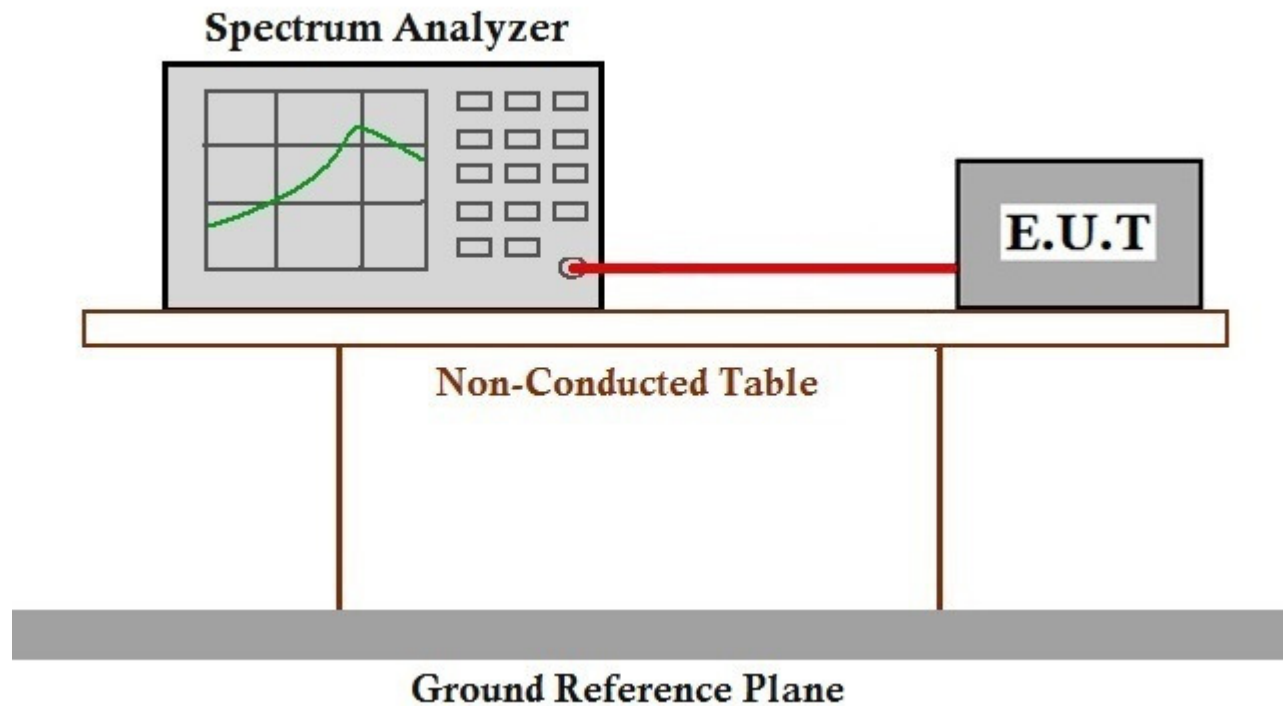 Spectrum Analyzer
E.U.T
Non-Conducted Table
Ground Reference Plane